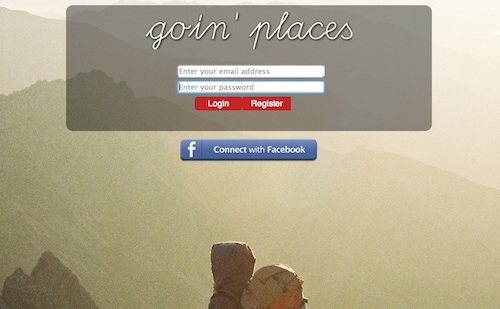 goin' places
Enter your email address
Enter your password
Login Register
f Connect with Facebook